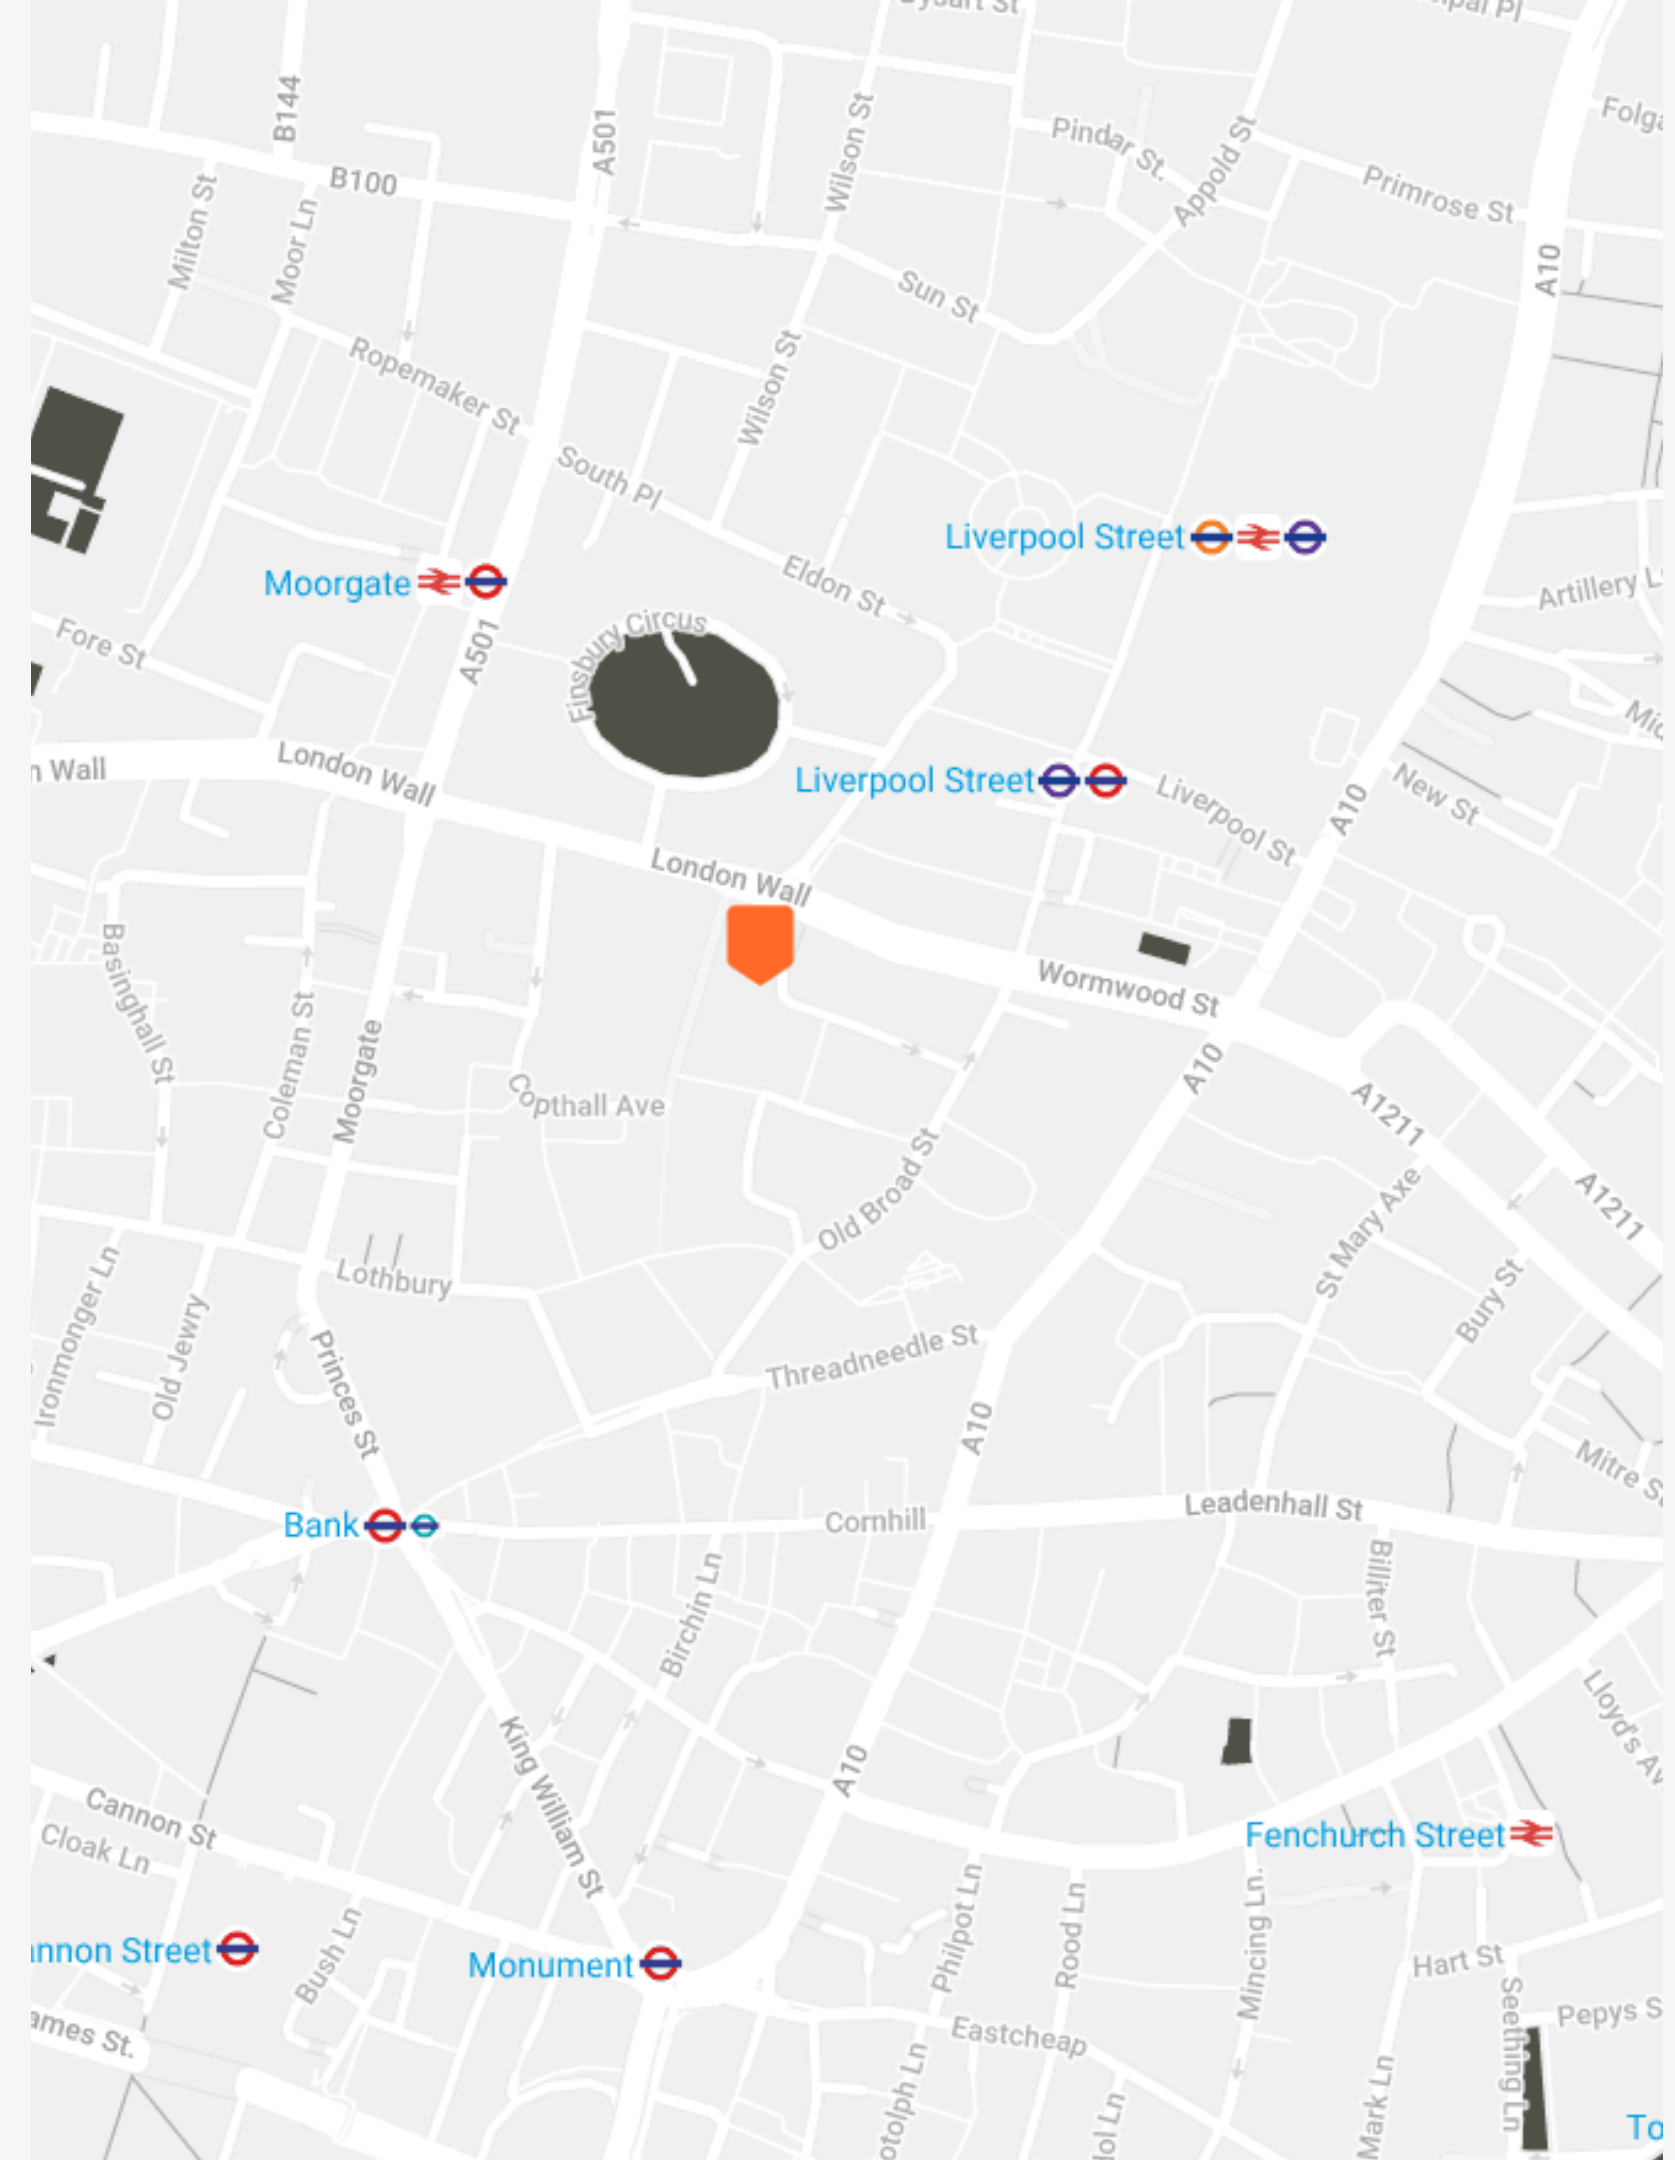 Dysart St
B144
A501
Wilson St
Pindar St.
Appold St
Primrose St
B100
Milton St
Moor Ln
A10
Sun St
Ropemaker St
Wilson St
South Pl
Liverpool Street
Moorgate
Eldon St
Artillery L
Fore St
A501
Finsbury Circus
London Wall
n Wall
Liverpool Street
Liverpool St
New St
A10
London Wall
Basinghall St
Wormwood St
Coleman St
Moorgate
A10
Copthall Ave
A1211
Old Broad St
St Mary Axe
A1211
Lothbury
Ironmonger Ln
Old Jewry
Bury St
Princes St
Threadneedle St
A10
Mitre S
Leadenhall St
Bank
Cornhill
Billiter St
Birchin Ln
Lloyd's Av
King William St
A10
Cannon St
Cloak Ln
Fenchurch Street
Philpot Ln
Rood Ln
Mincing Ln
Bush Ln
annon Street
Monument
Hart St
Seething Ln
Pepys S
ames St.
Eastcheap
otolph Ln
Mark Ln
To